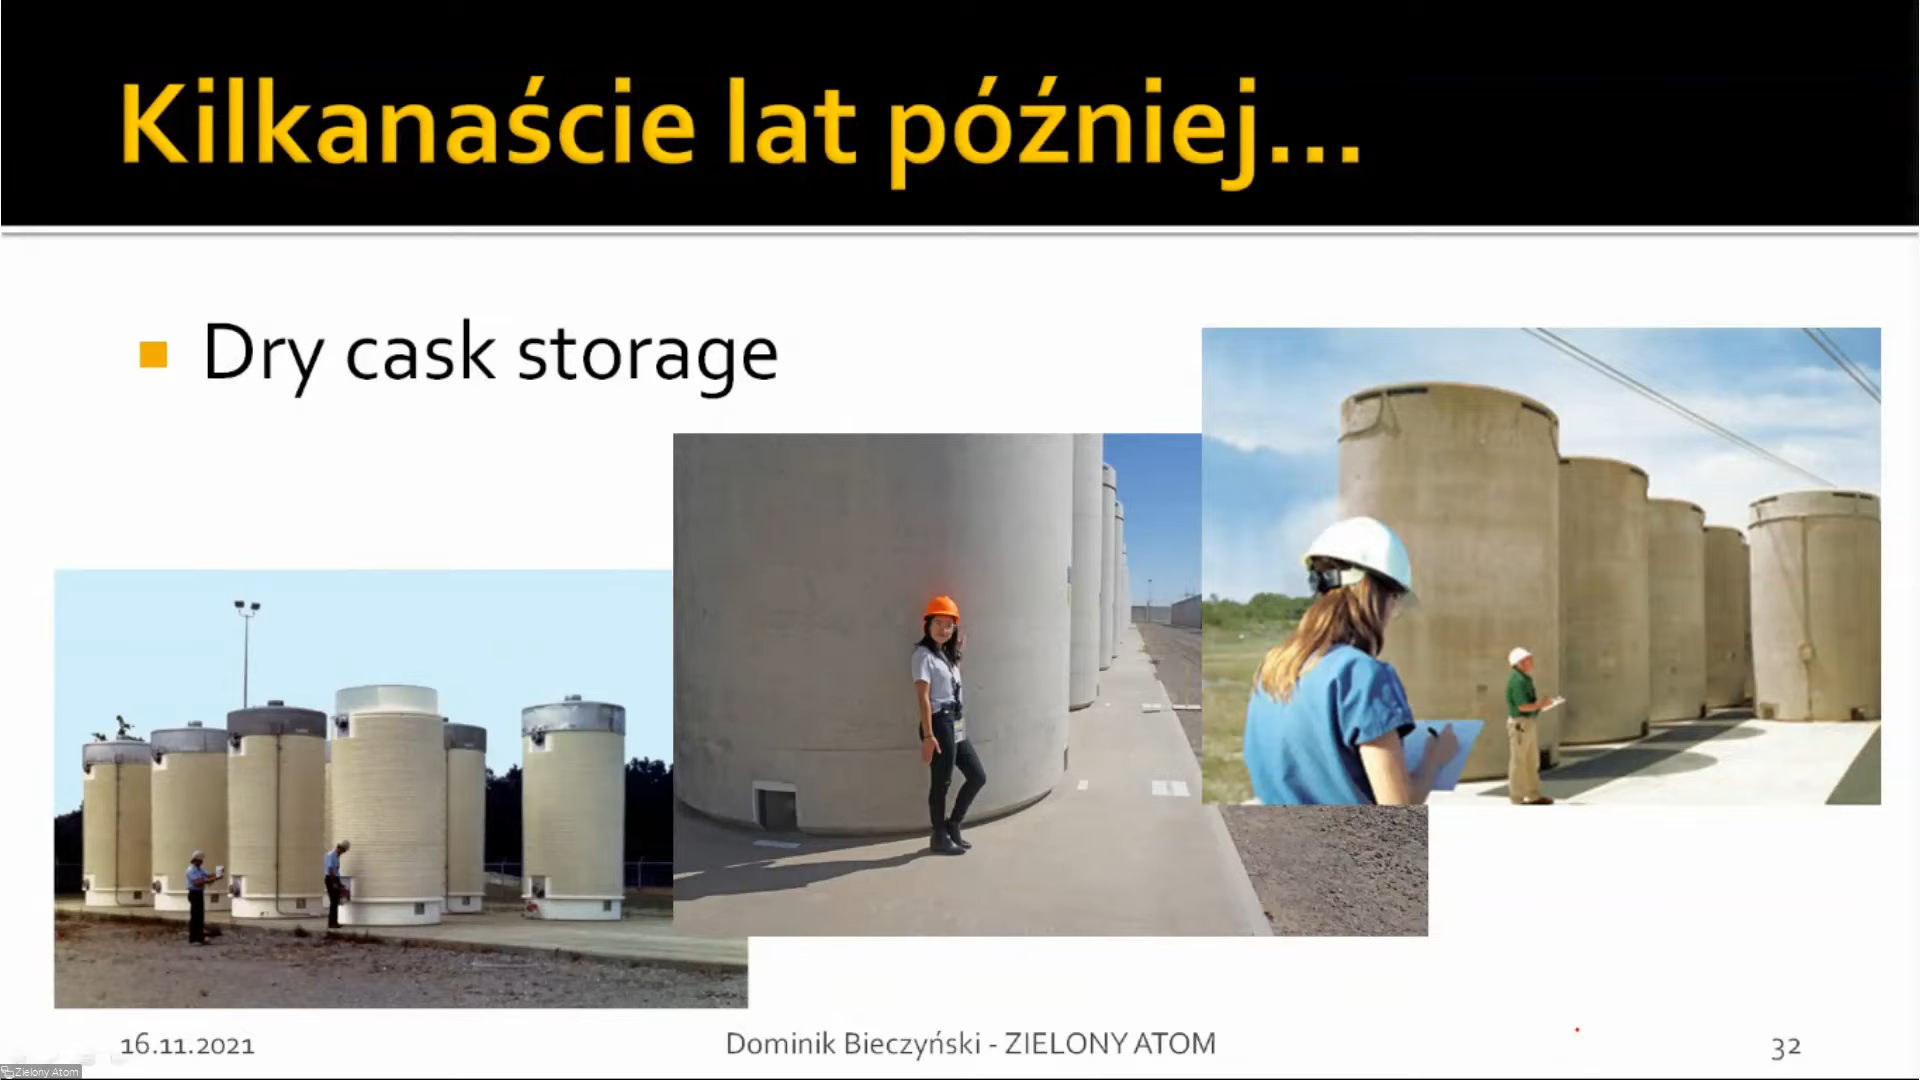 Kilkanaście lat później...
Dry cask storage
16.11.2021
Dominik Bieczyński - ZIELONY ATOM
32
Zielony Atom